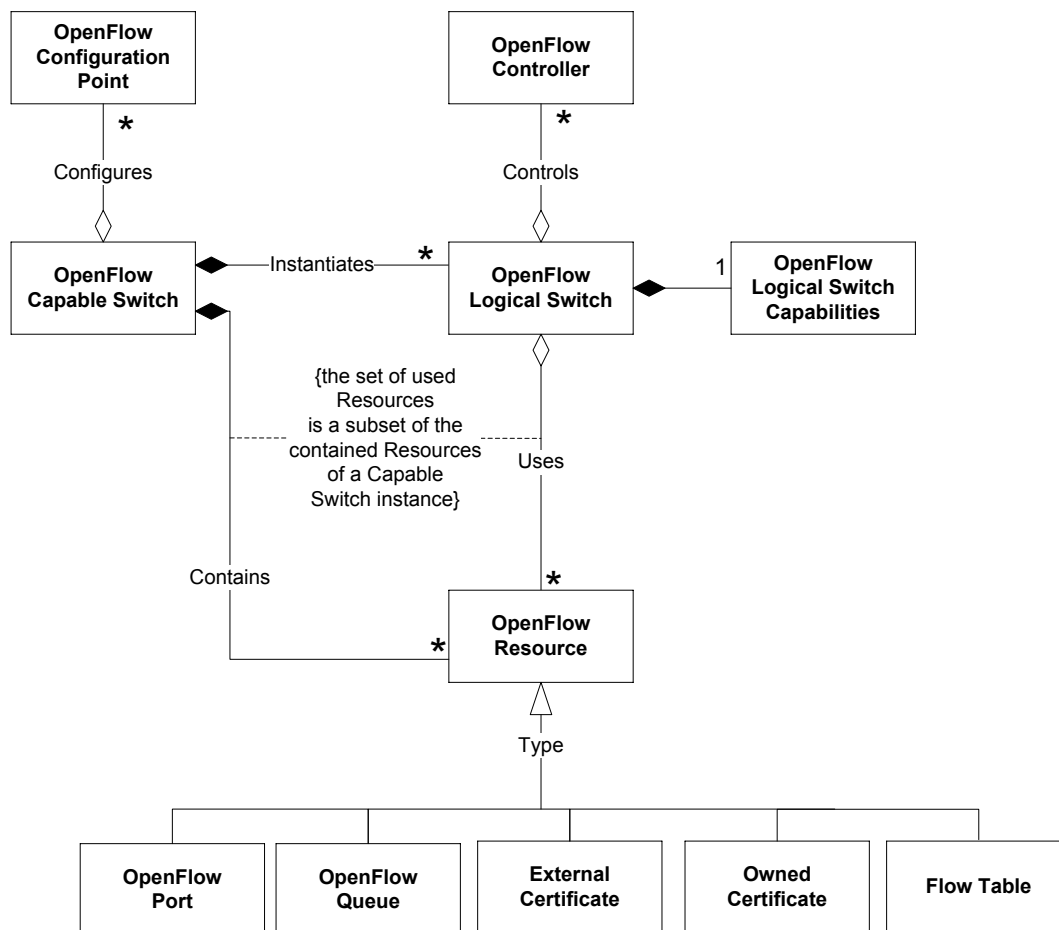 OpenFlow
Configuration
Point
OpenFlow
Controller
*
*
Configures
Controls
OpenFlow
Capable Switch
Instantiates
*
OpenFlow
Logical Switch
1
OpenFlow
Logical Switch
Capabilities
{the set of used
Resources
is a subset of the
contained Resources
of a Capable
Switch instance}
Uses
Contains
*
*
OpenFlow
Resource
Type
OpenFlow
Port
OpenFlow
Queue
External
Certificate
Owned
Certificate
Flow Table